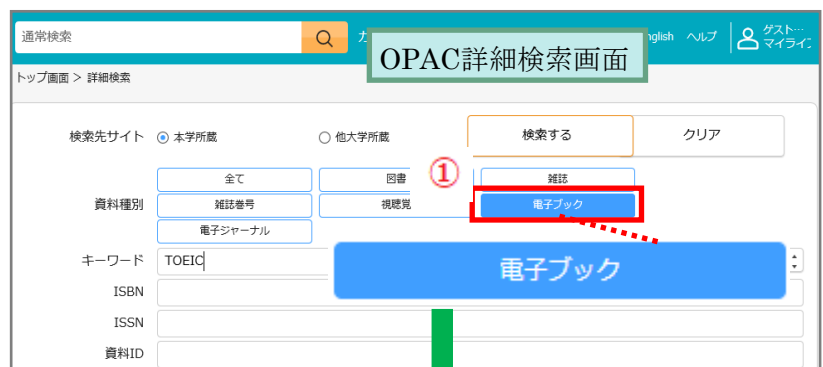 通常検索
OPAC詳細検索画面
nglish ヘルプ
ゲスト…
マイライ
トップ画面 > 詳細検索
検索先サイト 本学所蔵 他大学所蔵 検索する クリア
①
全て 図書 雑誌
資料種別 雑誌巻号 視聴覚 電子ブック
電子ジャーナル
キーワード TOEIC
電子ブック
ISBN
ISSN
資料ID